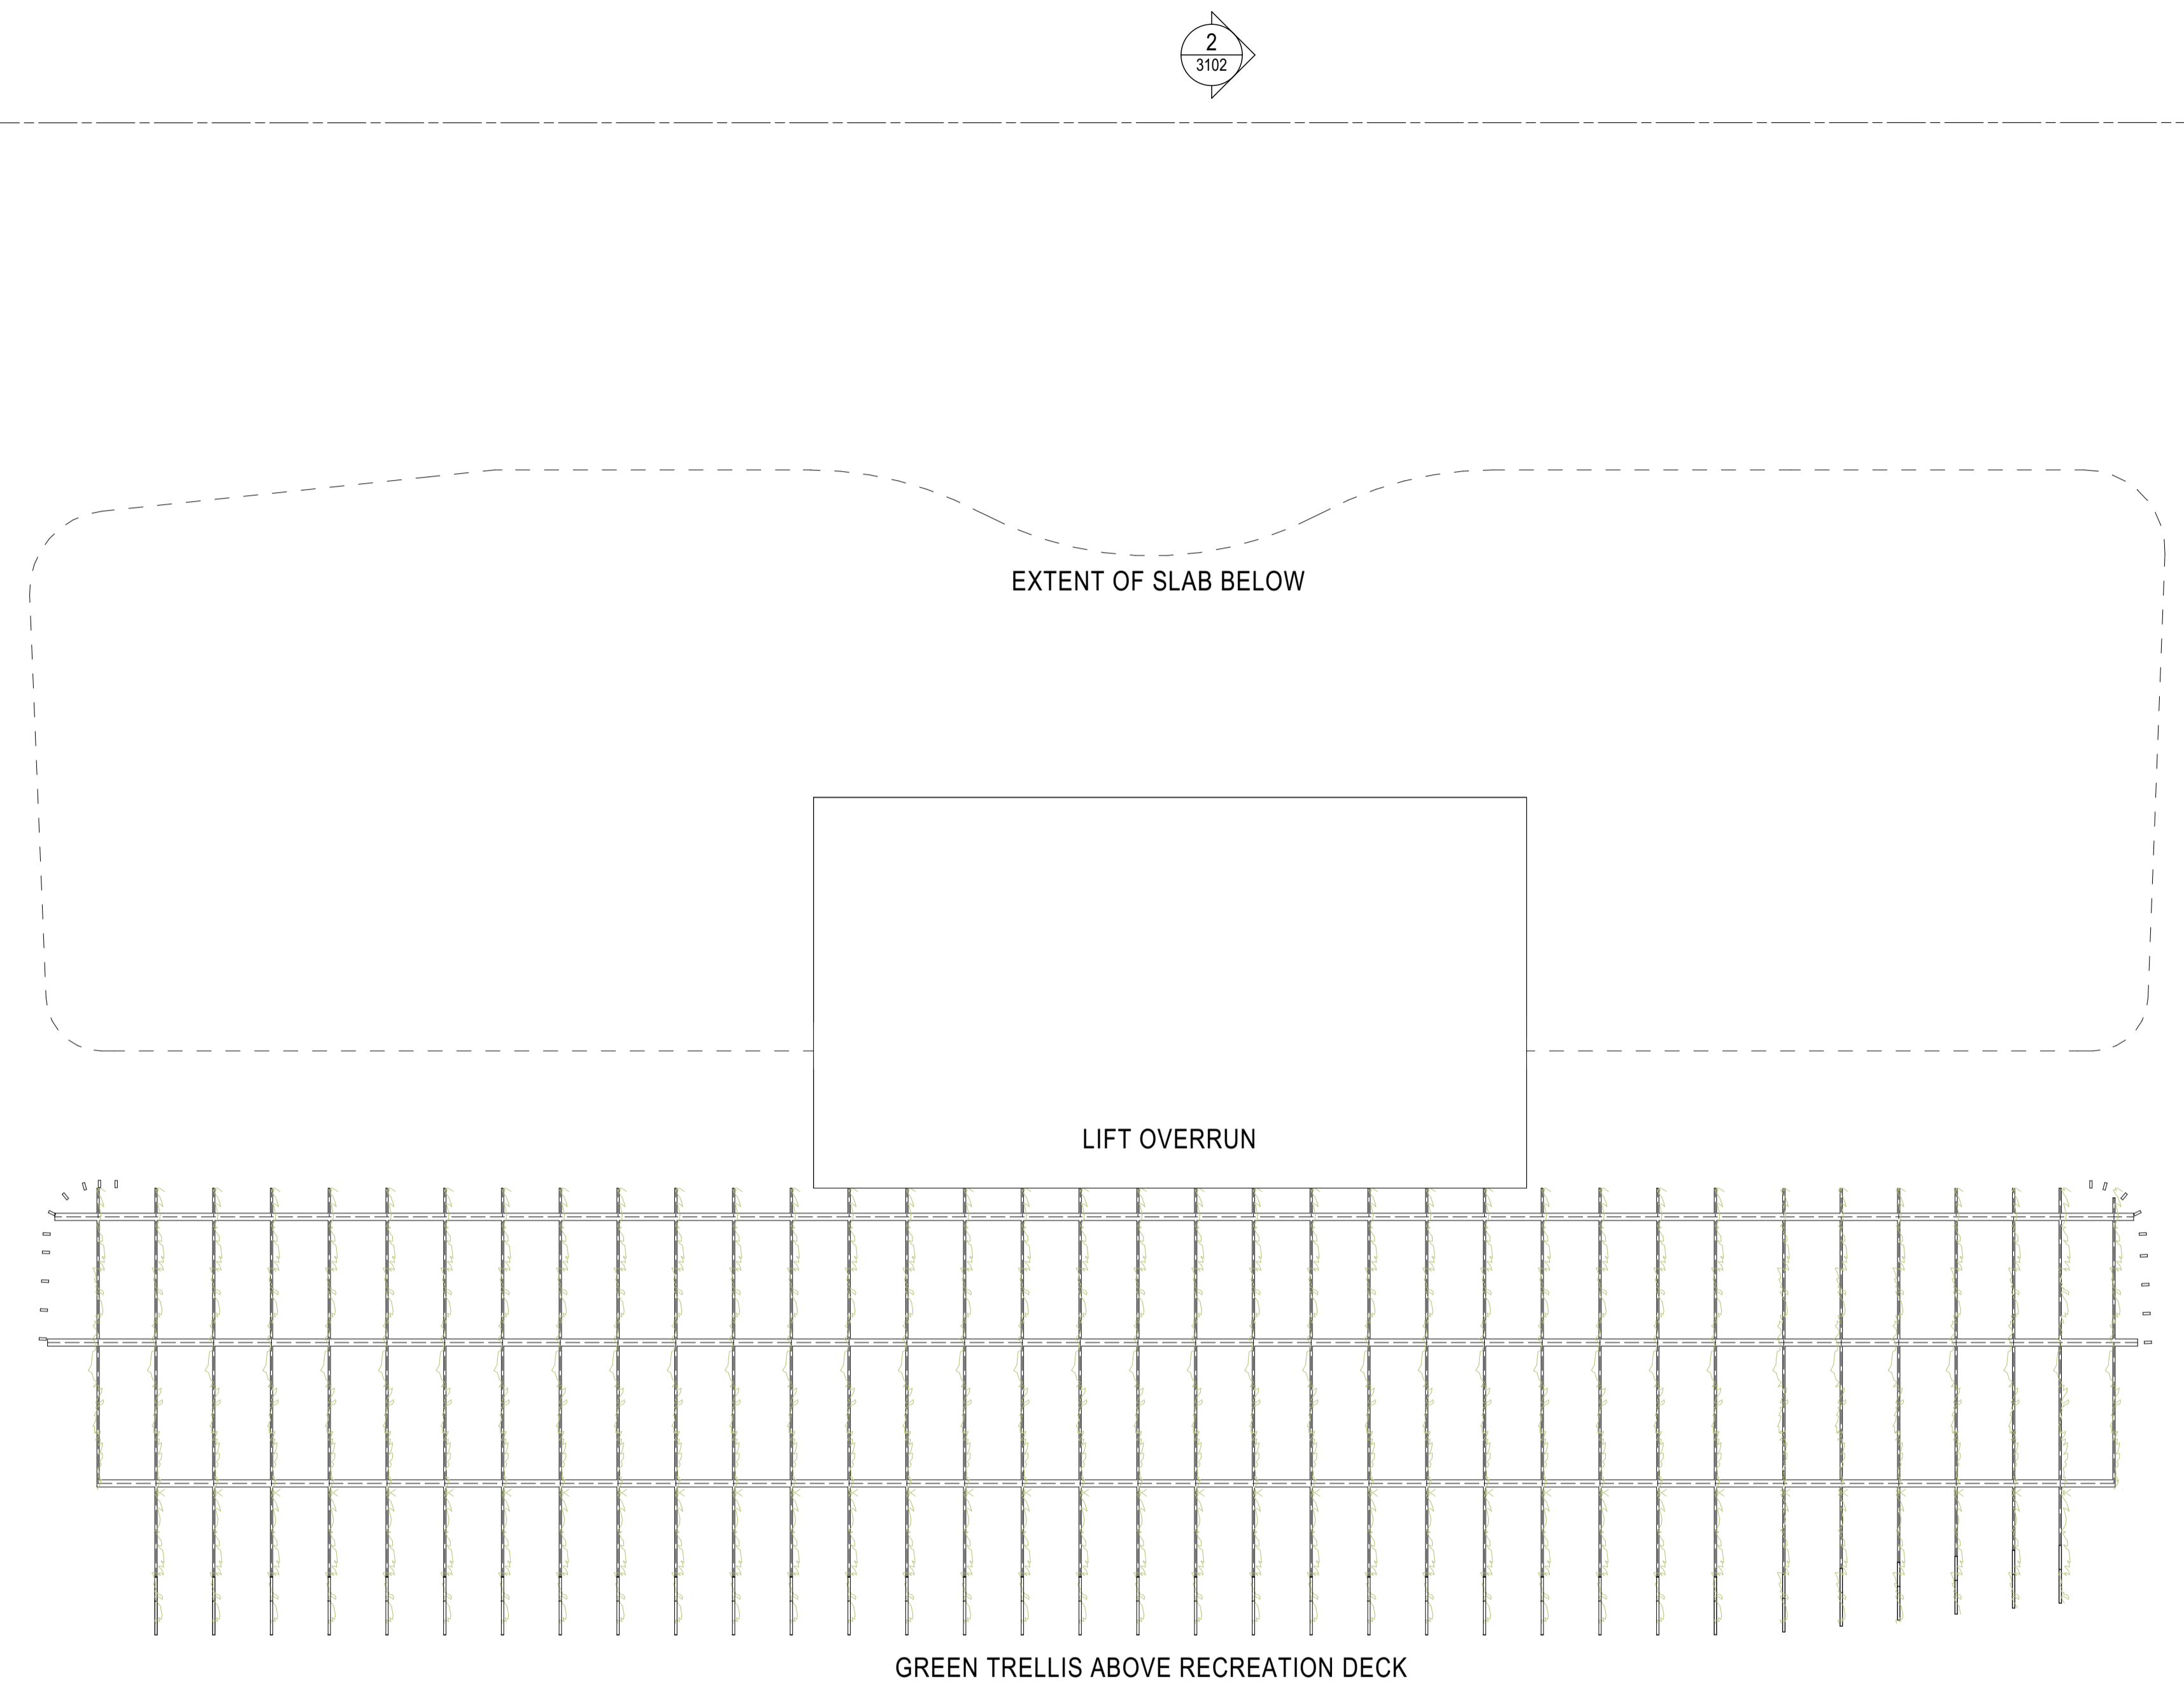 2
3102
EXTENT OF SLAB BELOW
LIFT OVERRUN
GREEN TRELLIS ABOVE RECREATION DECK